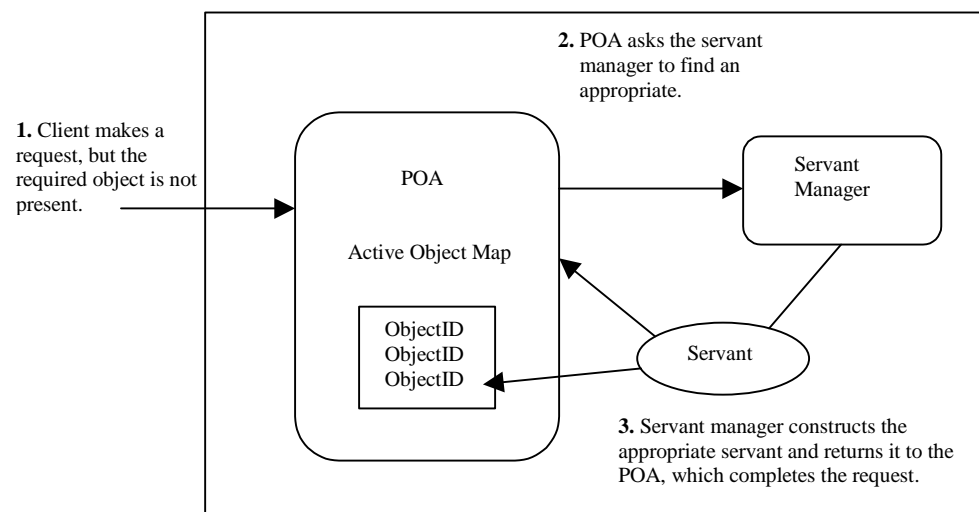 1. Client makes a
request, but the
required object is not
present.
2. POA asks the servant
manager to find an
appropriate.
POA
Active Object Map
ObjectID
ObjectID
ObjectID
Servant
Manager
Servant
3. Servant manager constructs the
appropriate servant and returns it to the
POA, which completes the request.